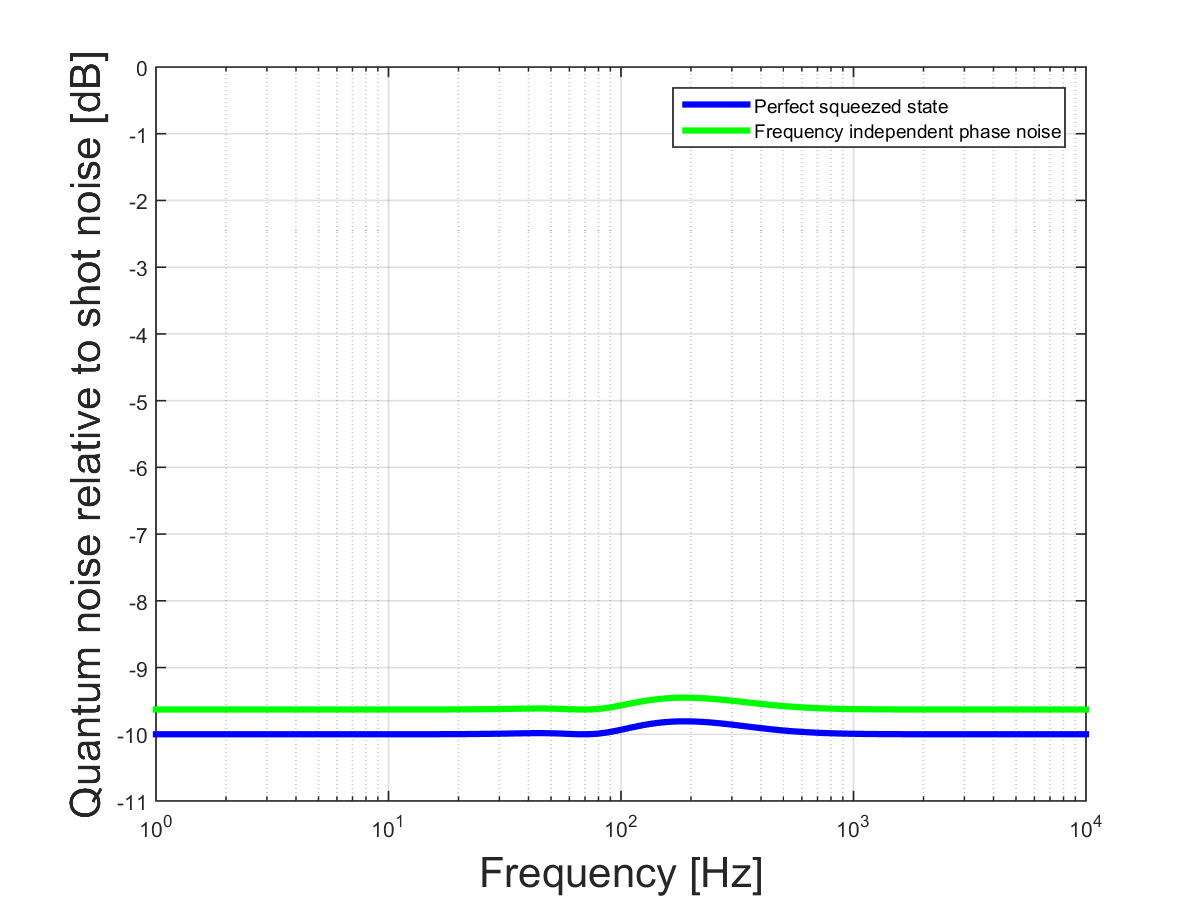 Quantum noise relative to shot noise [dB]
0
-1
-2
-3
-4
-5
-6
-7
-8
-9
-10
-11
Perfect squeezed state
Frequency independent phase noise
10^0 10^1 10^2 10^3 10^4
Frequency [Hz]